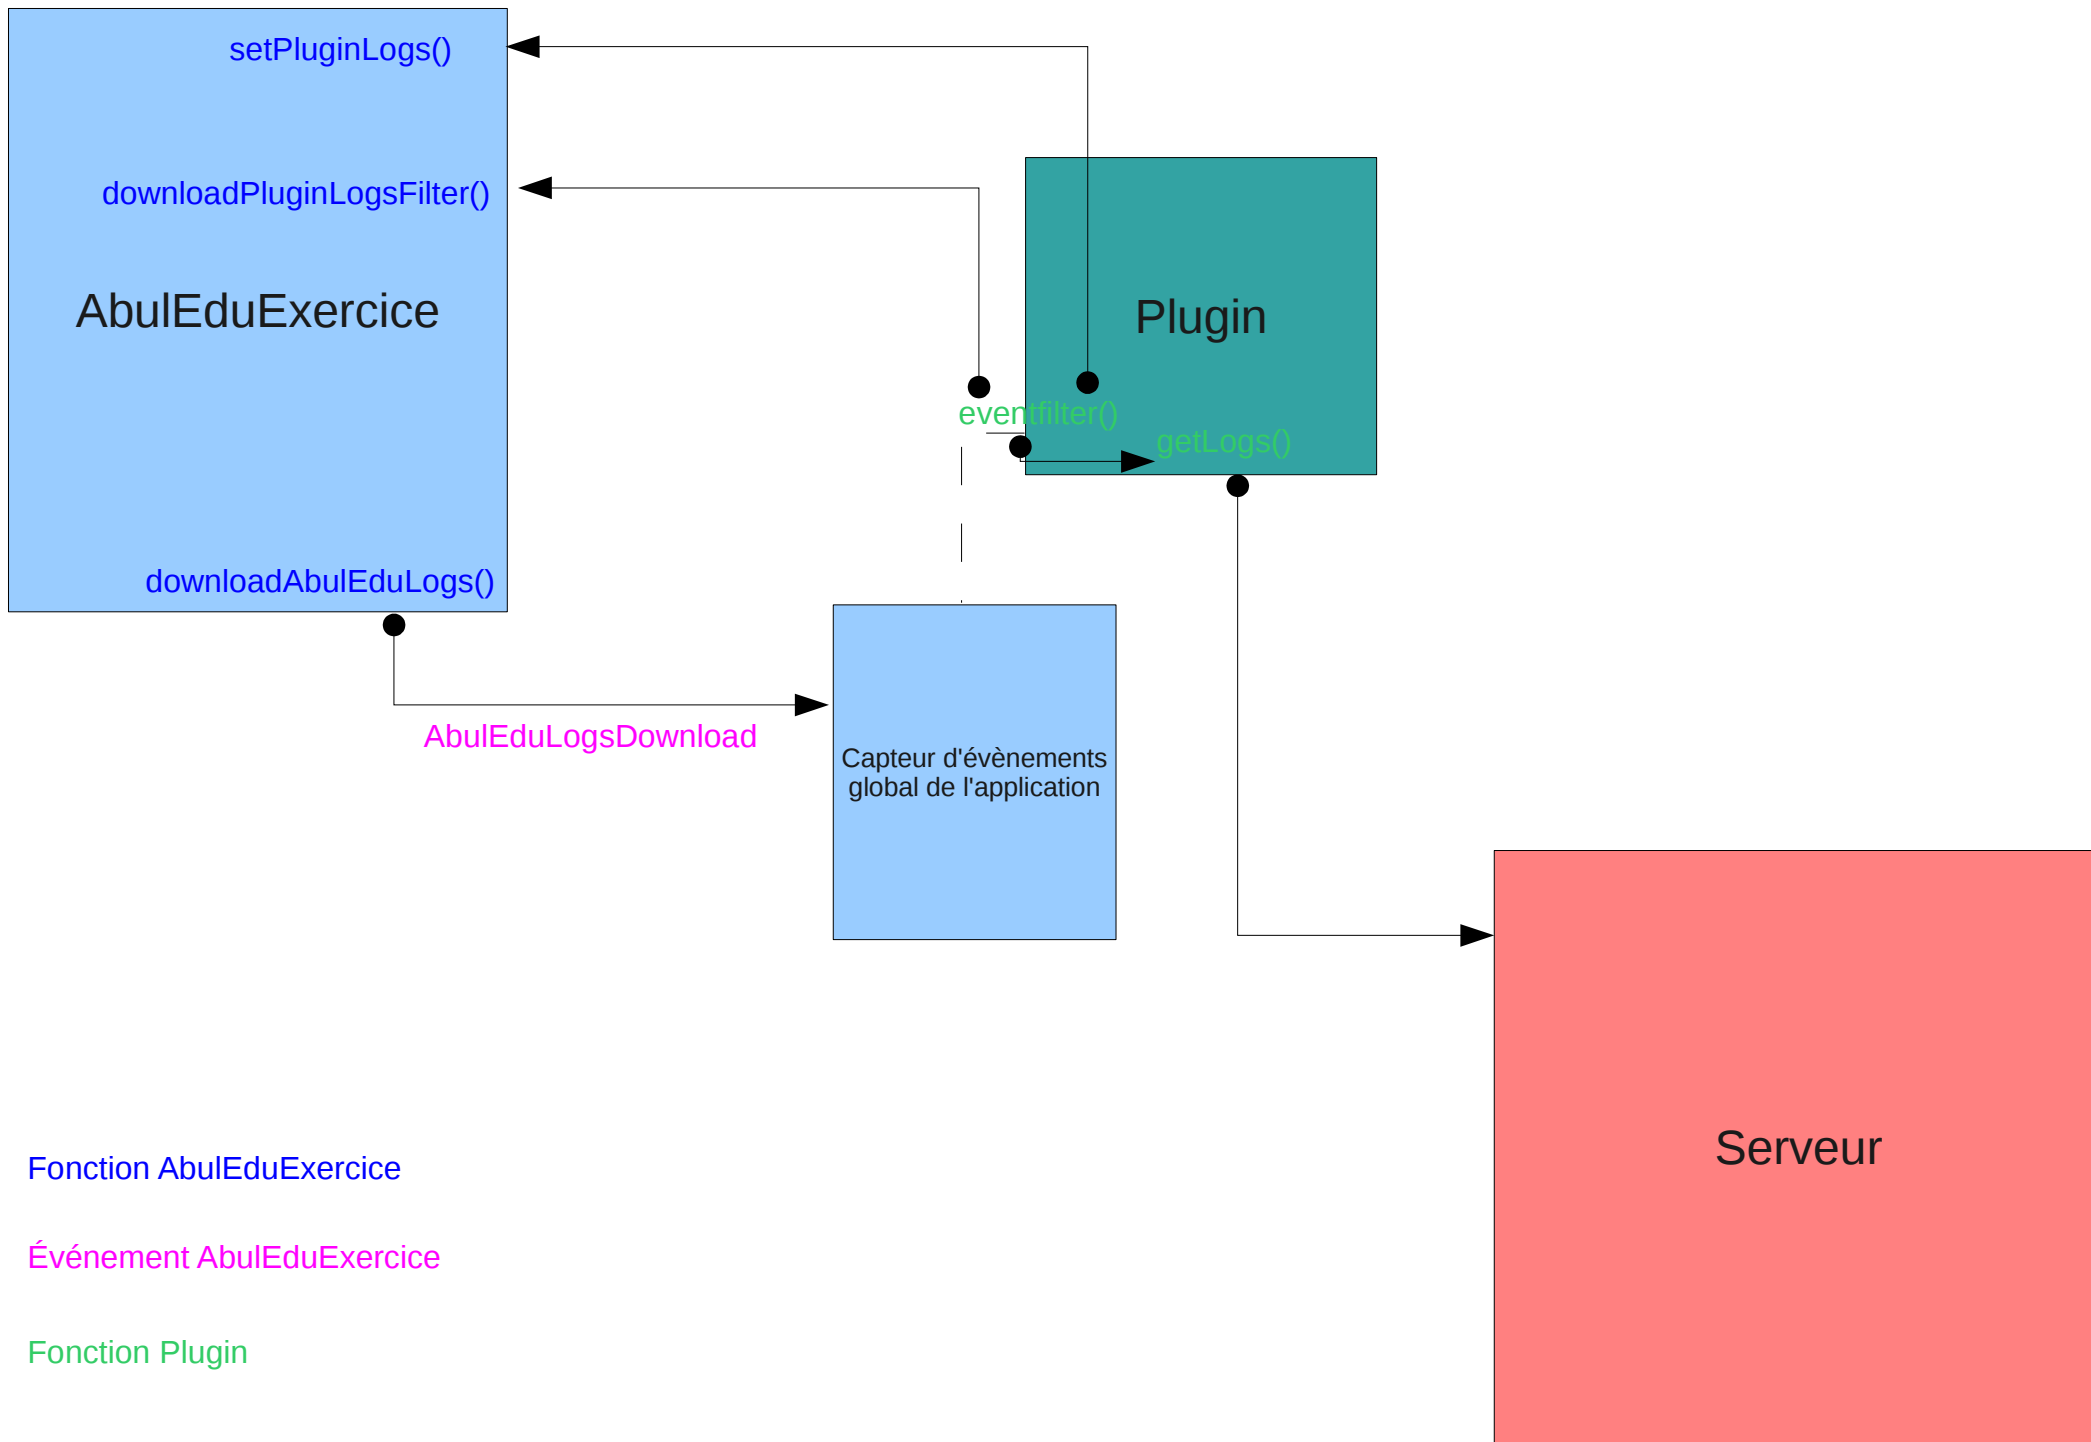 setPluginLogs()
downloadPluginLogsFilter()
AbulEduExercice
Plugin
eventfilter()
getLogs()
downloadAbulEduLogs()
AbulEduLogsDownload
Capteur d'évènements
global de l'application
Serveur
Fonction AbulEduExercice
Événement AbulEduExercice
Fonction Plugin